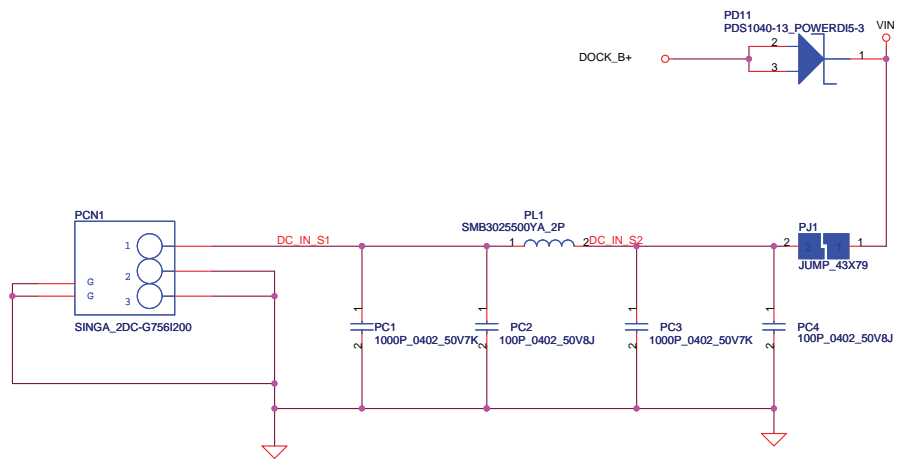 PD11
PDS1040-13_POWERDI5-3
VIN
2
DOCK_B+
1
3
PCN1
1
G
2
G
3
SINGA_2DC-G756I200
DC_IN_S1
PL1
SMB3025500YA_2P
1
2
DC_IN_S2
PJ1
2
2
1
1
JUMP_43X79
1
PC1
1000P_0402_50V7K
2
1
PC2
100P_0402_50V8J
2
1
PC3
1000P_0402_50V7K
2
1
PC4
100P_0402_50V8J
2